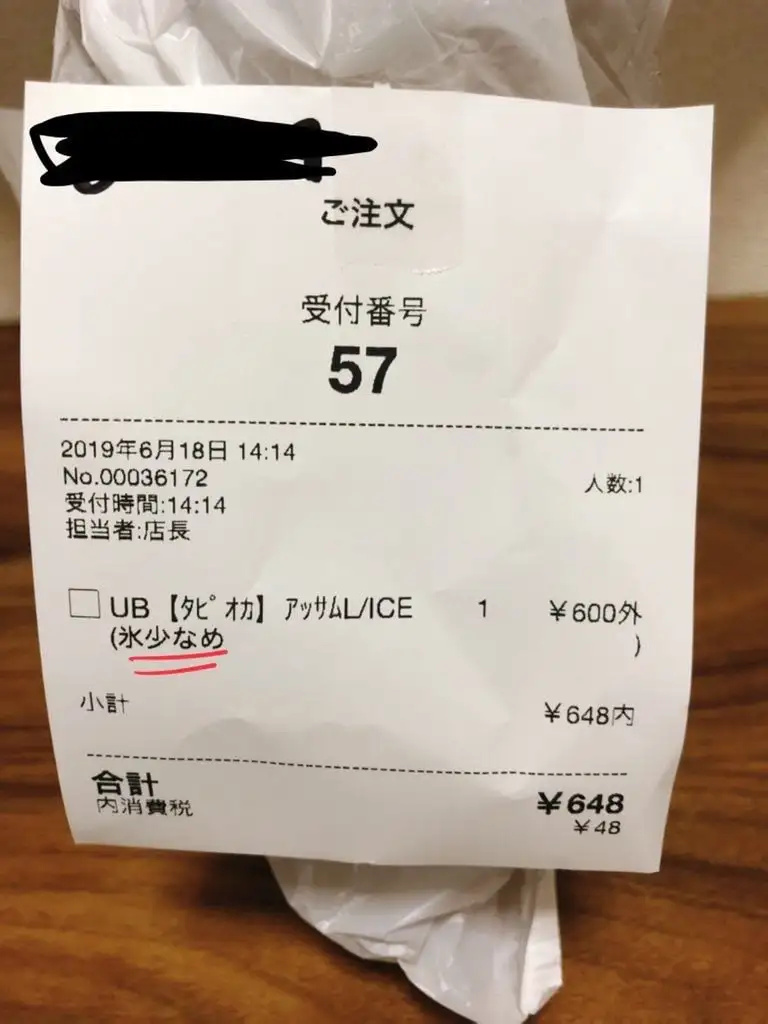 ご注文
受付番号
57
2019年6月18日 14:14
No.00036172
人数:1
受付時間:14:14
担当者:店長
UB 【ﾀﾋﾟｵｶ】 ｱｯｻﾑL/ICE 1 ¥600外
(氷少なめ )
小計 ¥648内
合計 ¥648
内消費税 ¥48